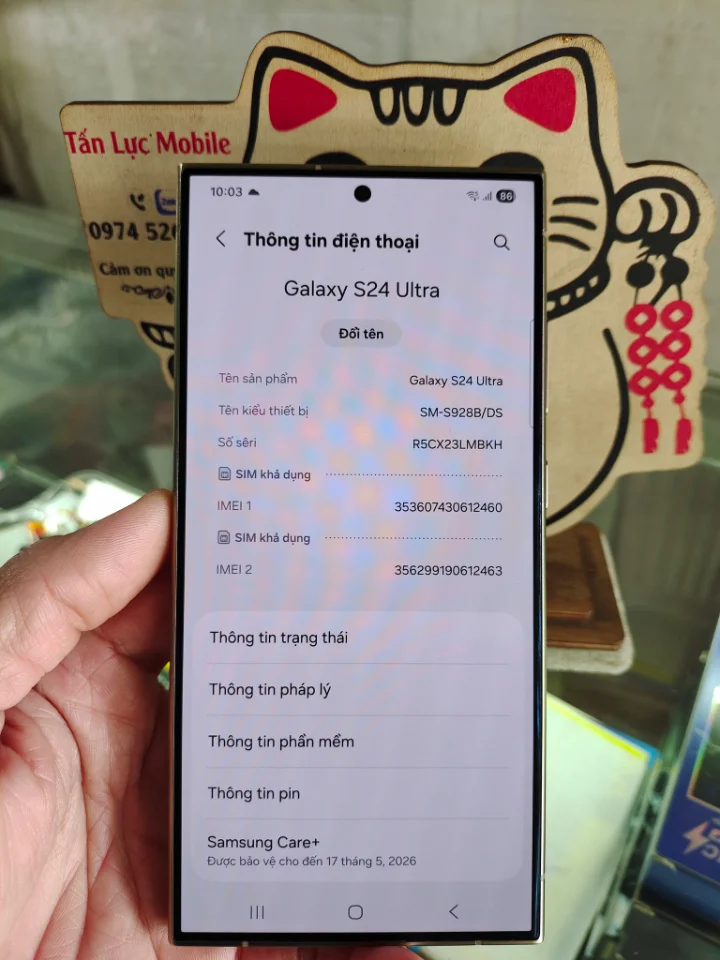 Tấn Lực Mobile
0974 52
Cảm ơn qu
10:03
86
Thông tin điện thoại
Galaxy S24 Ultra
Đổi tên
Tên sản phẩm Galaxy S24 Ultra
Tên kiểu thiết bị SM-S928B/DS
Số sêri R5CX23LMBKH
SIM khả dụng
IMEI 1 353607430612460
SIM khả dụng
IMEI 2 356299190612463
Thông tin trạng thái
Thông tin pháp lý
Thông tin phần mềm
Thông tin pin
Samsung Care+
Được bảo vệ cho đến 17 tháng 5, 2026